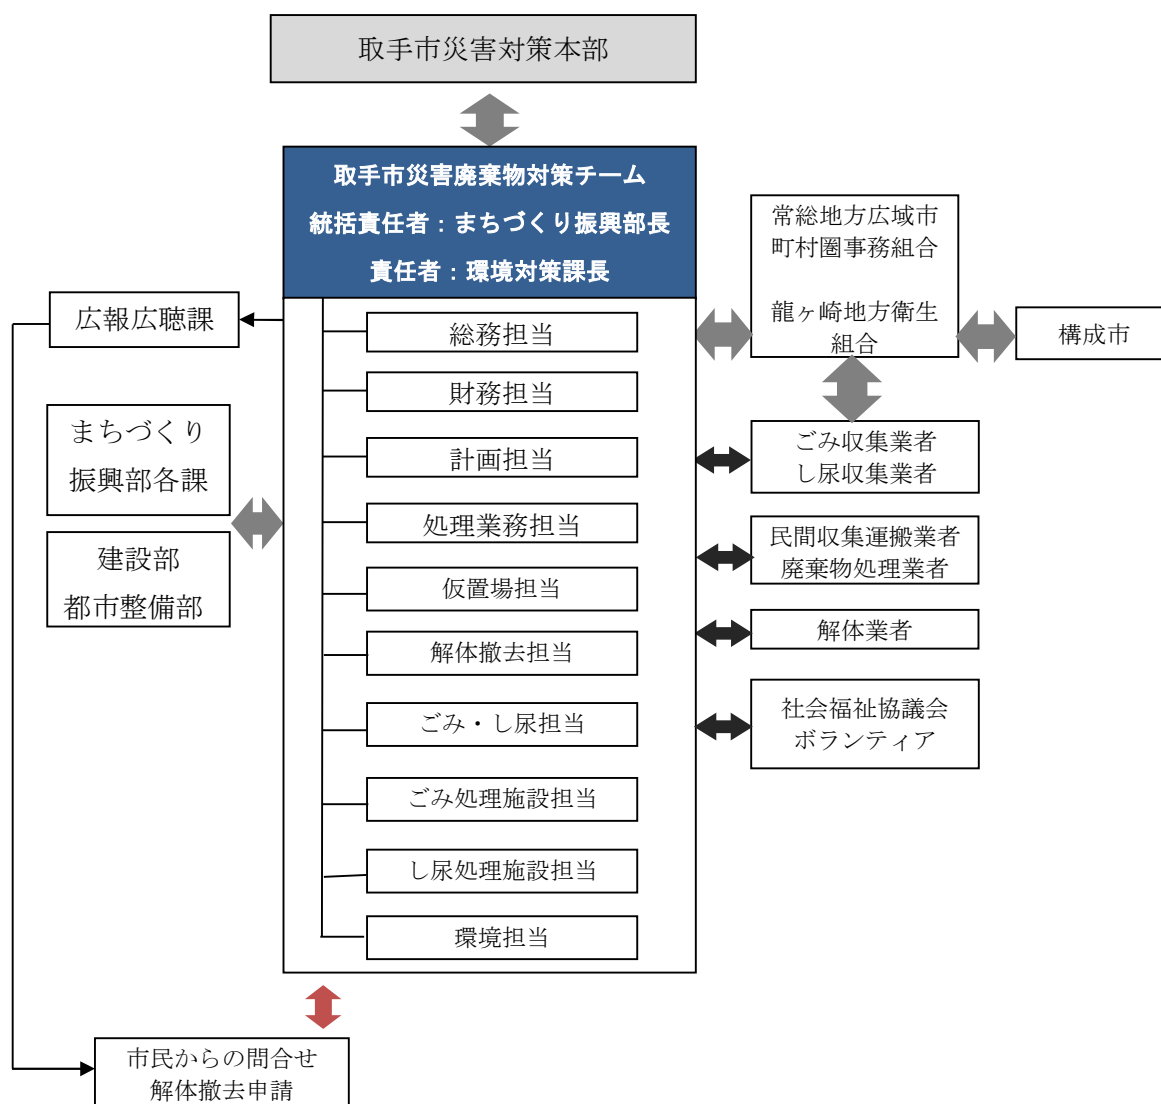 取手市災害対策本部
取手市災害廃棄物対策チーム
統括責任者：まちづくり振興部長
責任者：環境対策課長
広報広聴課
まちづくり
振興部各課
建設部
都市整備部
総務担当
財務担当
計画担当
処理業務担当
仮置場担当
解体撤去担当
ごみ・し尿担当
ごみ処理施設担当
し尿処理施設担当
環境担当
常総地方広域市
町村圏事務組合
龍ヶ崎地方衛生
組合
構成市
ごみ収集業者
し尿収集業者
民間収集運搬業者
廃棄物処理業者
解体業者
社会福祉協議会
ボランティア
市民からの問合せ
解体撤去申請